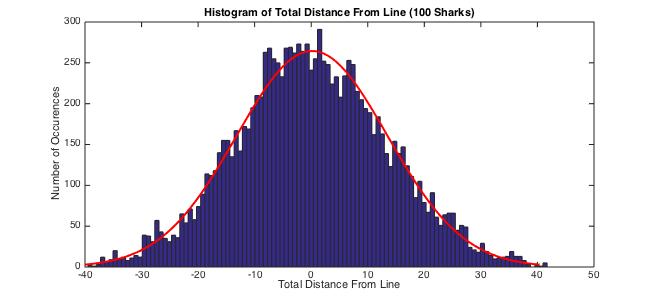 Histogram of Total Distance From Line (100 Sharks)
Number of Occurences
300
250
200
150
100
50
0
-40 -30 -20 -10 0 10 20 30 40 50
Total Distance From Line